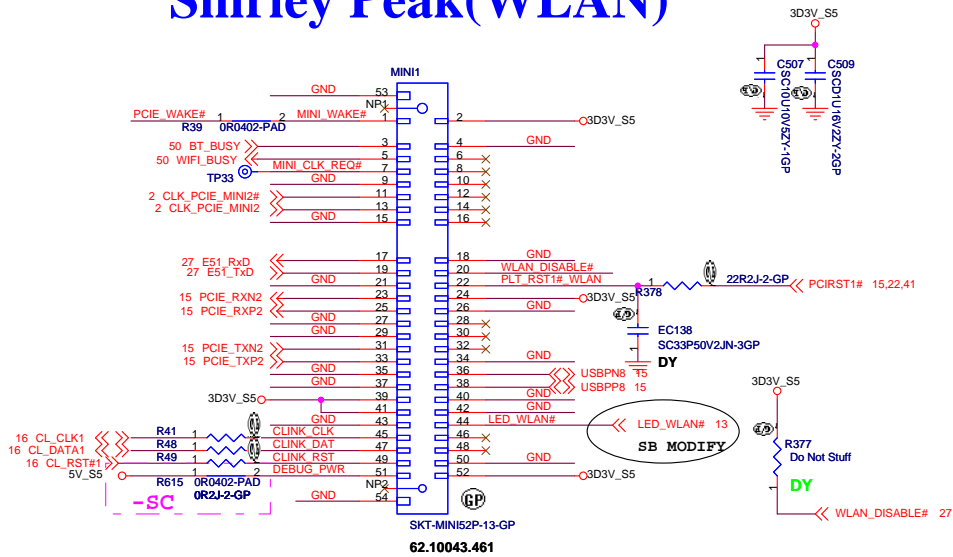 Shirley Peak(WLAN)
3D3V_S5
C507
SC10U10V5ZY-1GP
C509
SCD1U16V2ZY-2GP
MINI1
GND 53
NP1
PCIE_WAKE# 1 2 MINI_WAKE# 1
R39 0R0402-PAD
2 3D3V_S5
50 BT_BUSY 3
4 GND
50 WIFI_BUSY 5
6
TP33 MINI_CLK_REQ# 7
8
GND 9
10
2 CLK_PCIE_MINI2# 11
12
2 CLK_PCIE_MINI2 13
14
GND 15
16
27 E51_RxD 17
18 GND
27 E51_TxD 19
20 WLAN_DISABLE#
GND 21
22 PLT_RST1#_WLAN
R378 1 22R2J-2-GP PCIRST1# 15,22,41
15 PCIE_RXN2 23
24 3D3V_S5
15 PCIE_RXP2 25
26 GND
GND 27
28
GND 29
30
EC138
SC33P50V2JN-3GP
DY
15 PCIE_TXN2 31
32
15 PCIE_TXP2 33
34 GND
GND 35
36 USBPN8 15
GND 37
38 USBPP8 15
3D3V_S5 39
40 GND
41
42 GND
GND 43
44 LED_WLAN# LED_WLAN# 13
SB MODIFY
16 CL_CLK1 R41 1 CLINK_CLK 45
46
16 CL_DATA1 R48 1 CLINK_DAT 47
48
16 CL_RST#1 R49 1 CLINK_RST 49
50 GND
5V_S5 1 2 DEBUG_PWR 51
52 3D3V_S5
R615 0R0402-PAD
0R2J-2-GP
NP2
-SC
GND 54
GP
SKT-MINI52P-13-GP
62.10043.461
3D3V_S5
R377
Do Not Stuff
DY
1
WLAN_DISABLE# 27